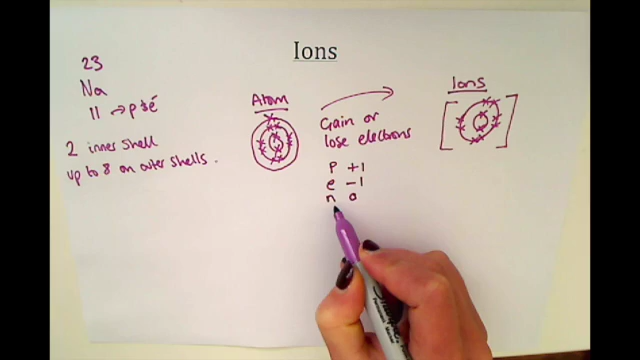 Ions
23
Na
11 → p & é
2 inner shell
up to 8 on outer shells.
Atom
Gain or
lose electrons
P +1
e −1
n 0
Ions